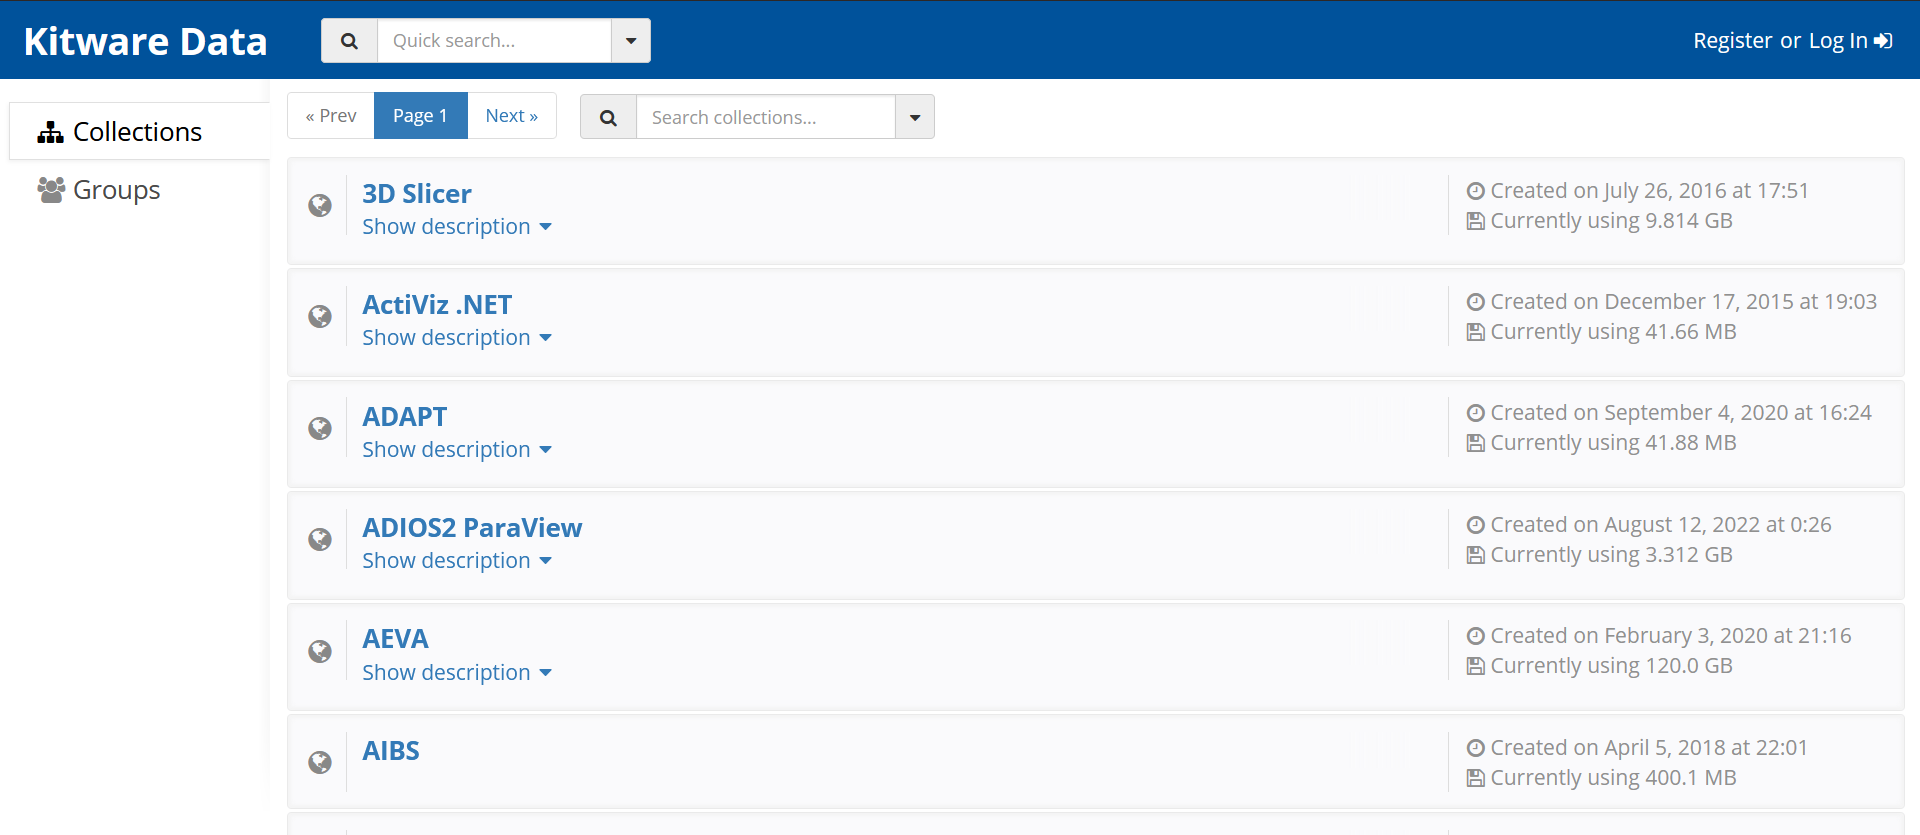 Kitware Data
Quick search...
Register or Log In
Collections
Groups
« Prev Page 1 Next »
Search collections...
3D Slicer
Show description
Created on July 26, 2016 at 17:51
Currently using 9.814 GB
ActiViz .NET
Show description
Created on December 17, 2015 at 19:03
Currently using 41.66 MB
ADAPT
Show description
Created on September 4, 2020 at 16:24
Currently using 41.88 MB
ADIOS2 ParaView
Show description
Created on August 12, 2022 at 0:26
Currently using 3.312 GB
AEVA
Show description
Created on February 3, 2020 at 21:16
Currently using 120.0 GB
AIBS
Created on April 5, 2018 at 22:01
Currently using 400.1 MB